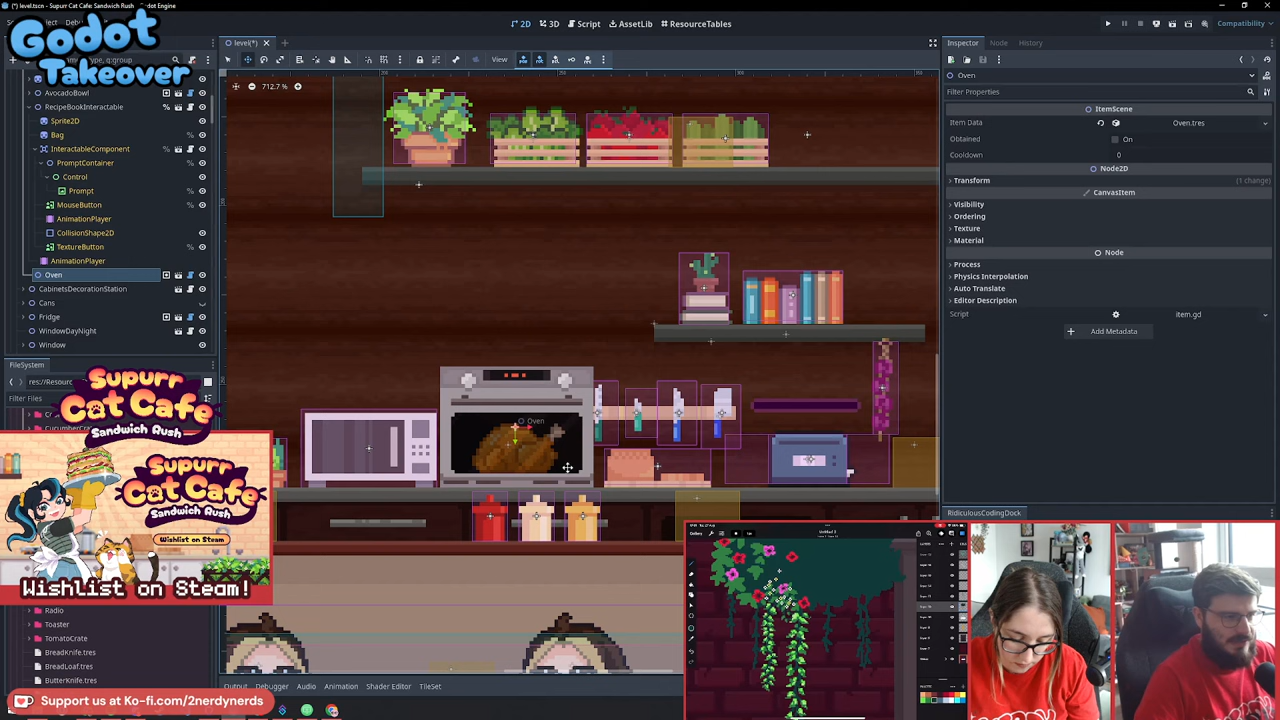 (*) level.tscn - Supurr Cat Cafe: Sandwich Rush - Godot Engine
2D
3D
Script
AssetLib
ResourceTables
Compatibility
Godot
Takeover
level(*)
View
712.7 %
AvocadoBowl
RecipeBookInteractable
Sprite2D
Bag
InteractableComponent
PromptContainer
Control
Prompt
MouseButton
AnimationPlayer
CollisionShape2D
TextureButton
AnimationPlayer
Oven
CabinetsDecorationStation
Cans
Fridge
WindowDayNight
Window
FileSystem
Filter Files
Supurr
Cat Cafe
Sandwich Rush
Supurr
Cat Cafe
Sandwich Rush
Wishlist on Steam!
Wishlist on Steam!
Radio
Toaster
TomatoCrate
BreadKnife.tres
BreadLoaf.tres
ButterKnife.tres
Support us at Ko-fi.com/2nerdynerds
Oven
Output
Debugger
Audio
Animation
Shader Editor
TileSet
Inspector
Node
History
Oven
Filter Properties
ItemScene
Item Data
Oven.tres
Obtained
On
Cooldown
0
Node2D
Transform
(1 change)
CanvasItem
Visibility
Ordering
Texture
Material
Node
Process
Physics Interpolation
Auto Translate
Editor Description
Script
item.gd
Add Metadata
RidiculousCodingDock
Gallery